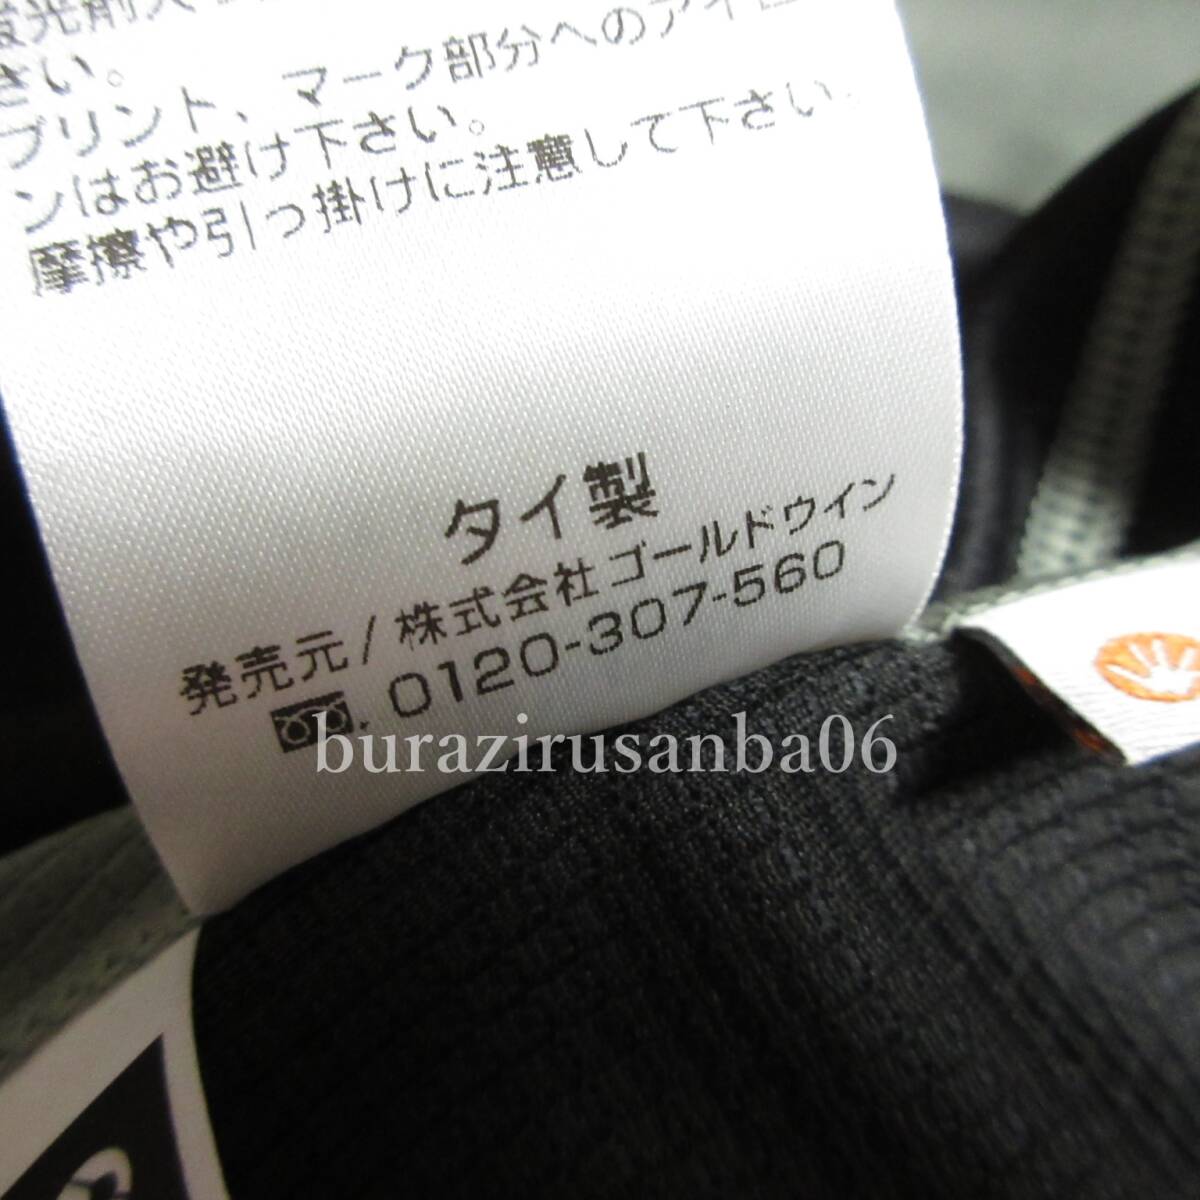 さい。
プリント、マーク部分へのアイロ
ンはお避け下さい。
摩擦や引っ掛けに注意して下さい。
タイ製
発売元/株式会社ゴールドウイン
0120-307-560
burazirusanba06